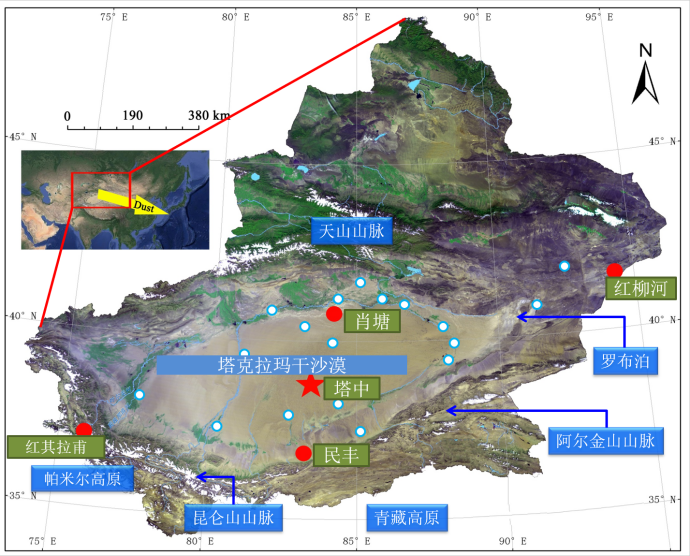 75° E
80° E
85° E
90° E
95° E
N
0 190 380 km
45° N
45° N
Dust
天山山脉
红柳河
40° N
肖塘
40° N
罗布泊
塔克拉玛干沙漠
塔中
阿尔金山山脉
红其拉甫
民丰
帕米尔高原
35° N
35° N
昆仑山山脉
青藏高原
75° E
80° E
85° E
90° E